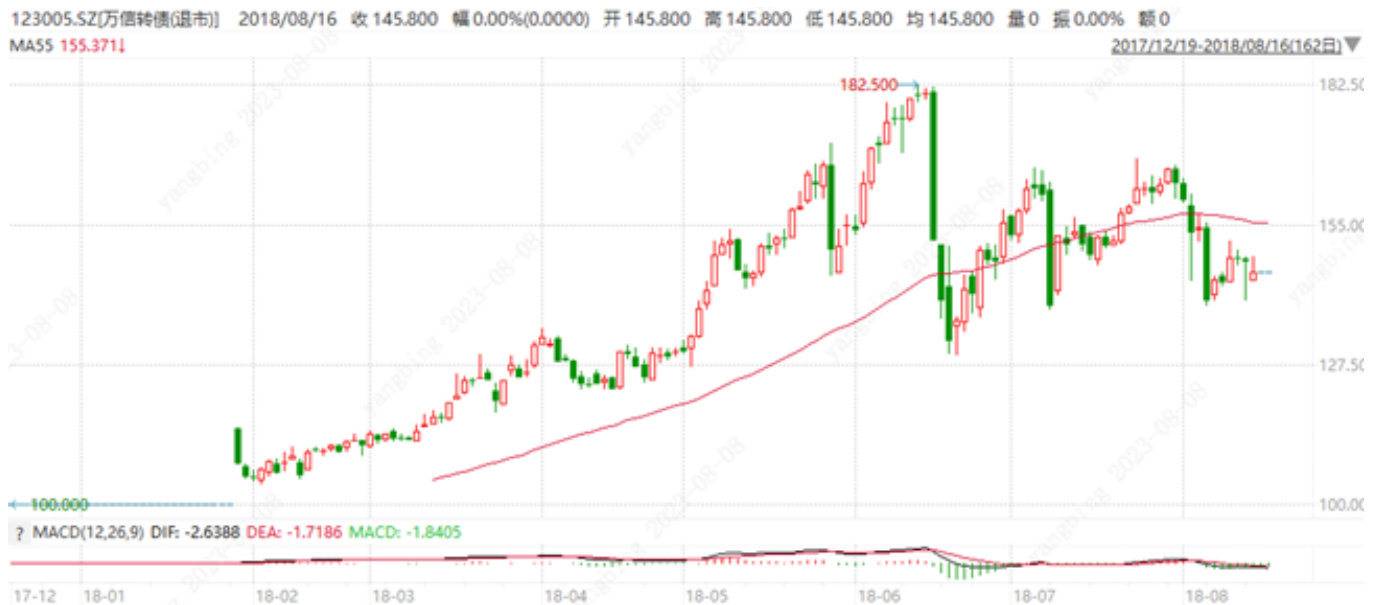 123005.SZ[万信转债(退市)] 2018/08/16 收 145.800 幅 0.00%(0.0000) 开 145.800 高 145.800 低 145.800 均 145.800 量 0 振 0.00% 额 0
MA55 155.371↓ 2017/12/19-2018/08/16(162日)▼
182.500 182.50
155.00
127.50
100.000 100.00
? MACD(12,26,9) DIF: -2.6388 DEA: -1.7186 MACD: -1.8405
17-12 18-01 18-02 18-03 18-04 18-05 18-06 18-07 18-08
yangbing 2023-08-08